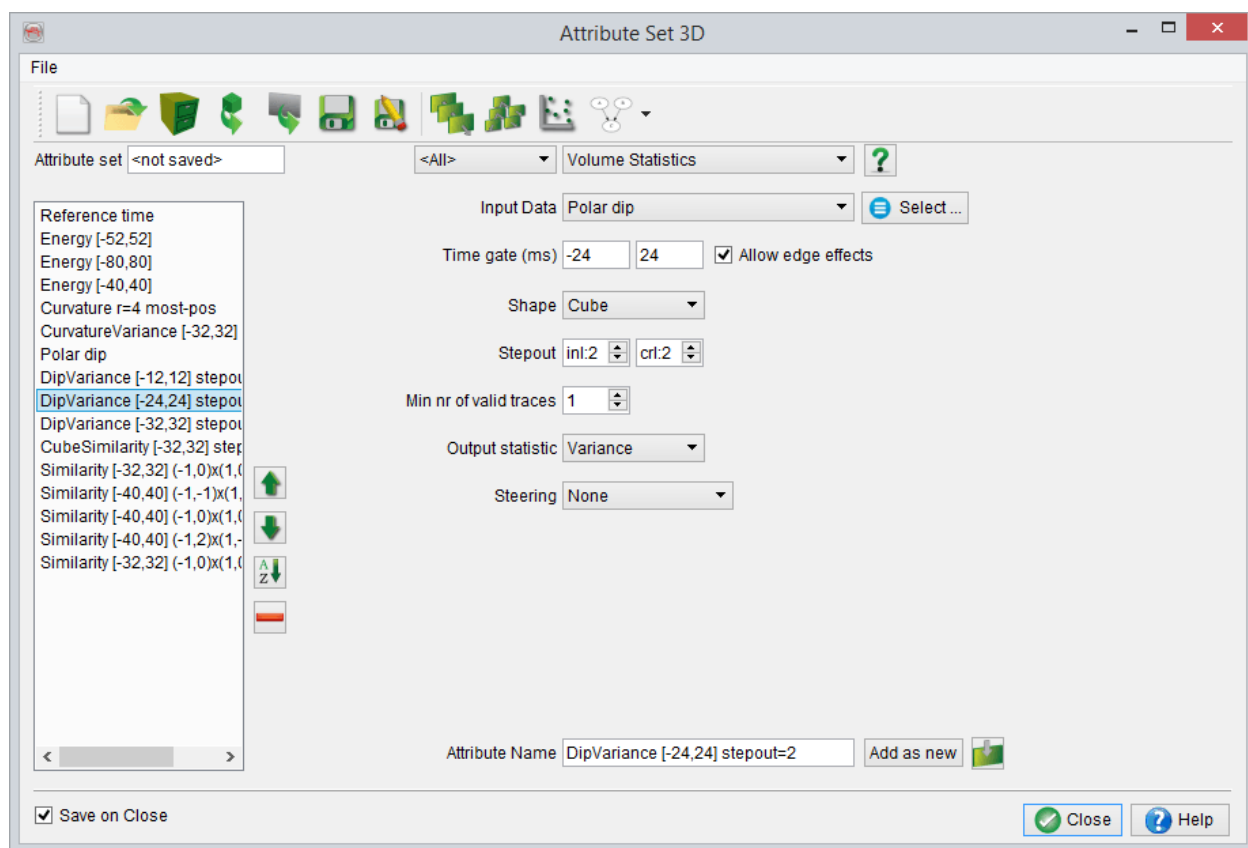 Attribute Set 3D
File
Attribute set <not saved>
<All> Volume Statistics ?
Input Data Polar dip Select ...
Time gate (ms) -24 24 Allow edge effects
Shape Cube
Stepout inl:2 crl:2
Min nr of valid traces 1
Output statistic Variance
Steering None
Reference time
Energy [-52,52]
Energy [-80,80]
Energy [-40,40]
Curvature r=4 most-pos
CurvatureVariance [-32,32]
Polar dip
DipVariance [-12,12] stepou
DipVariance [-24,24] stepou
DipVariance [-32,32] stepou
CubeSimilarity [-32,32] step
Similarity [-32,32] (-1,0)x(1,0
Similarity [-40,40] (-1,-1)x(1,
Similarity [-40,40] (-1,0)x(1,0
Similarity [-40,40] (-1,2)x(1,-
Similarity [-32,32] (-1,0)x(1,0
A
Z
Attribute Name DipVariance [-24,24] stepout=2 Add as new
Save on Close
Close ? Help